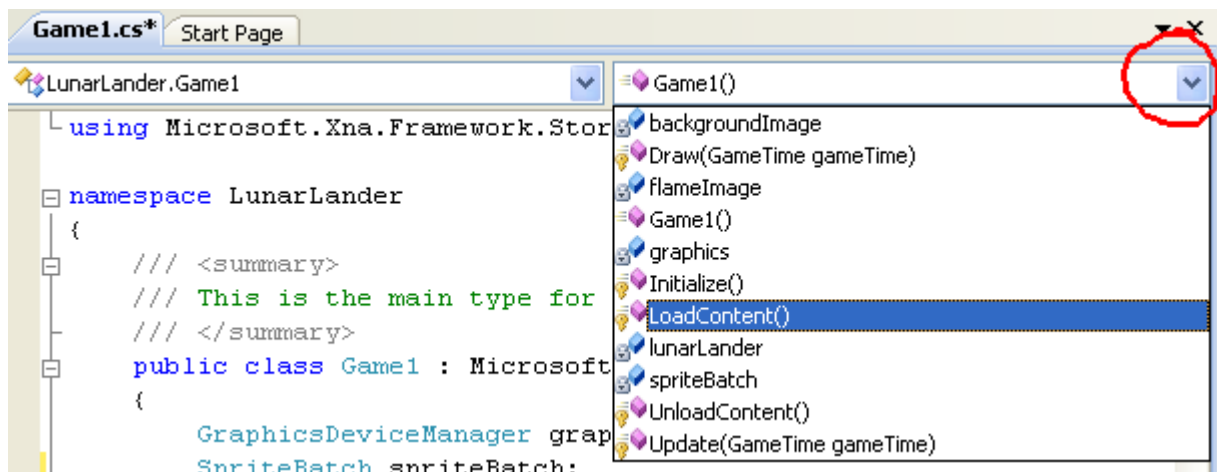 Game1.cs* Start Page
LunarLander.Game1
Game1()
using Microsoft.Xna.Framework.Stor
namespace LunarLander
{
/// <summary>
/// This is the main type for
/// </summary>
public class Game1 : Microsoft
{
GraphicsDeviceManager grap
SpriteBatch spriteBatch;
backgroundImage
Draw(GameTime gameTime)
flameImage
Game1()
graphics
Initialize()
LoadContent()
lunarLander
spriteBatch
UnloadContent()
Update(GameTime gameTime)